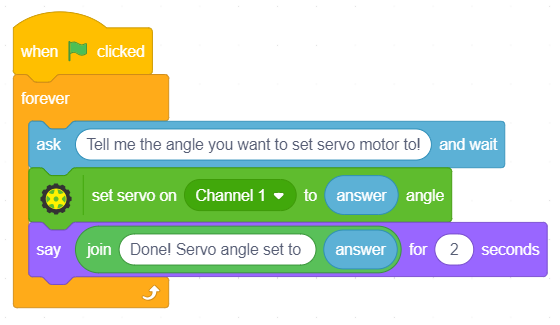 when clicked
forever
ask Tell me the angle you want to set servo motor to! and wait
set servo on Channel 1 to answer angle
say join Done! Servo angle set to answer for 2 seconds